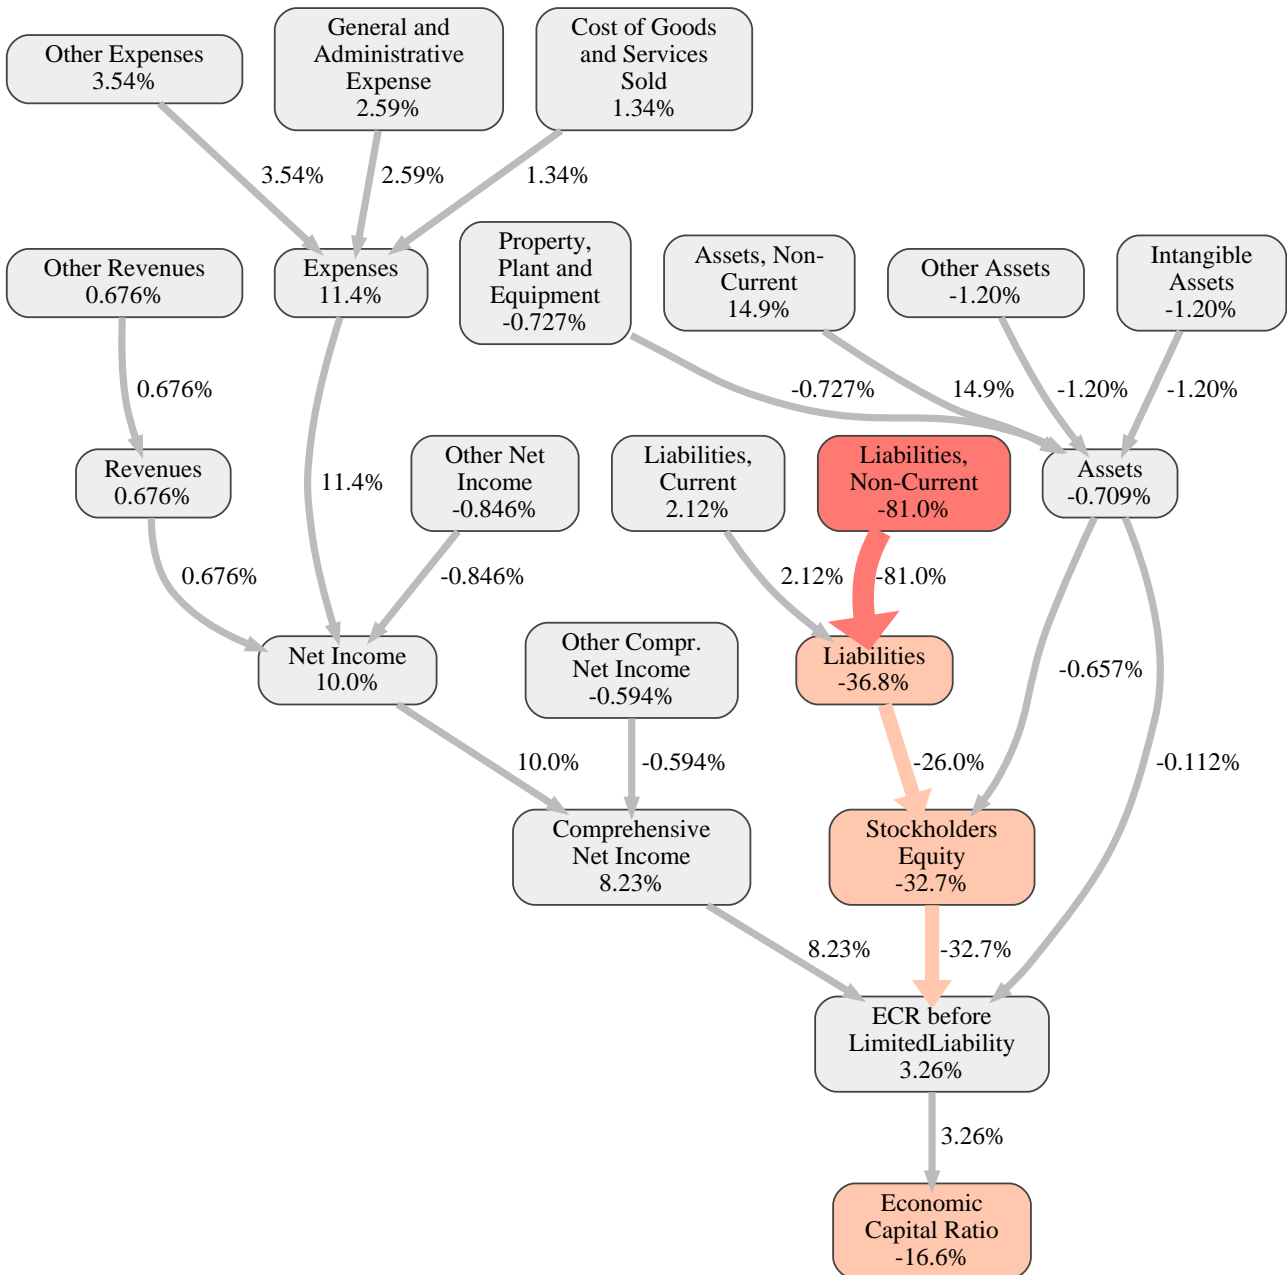 Other Expenses
3.54%
General and
Administrative
Expense
2.59%
Cost of Goods
and Services
Sold
1.34%
3.54%
2.59%
1.34%
Other Revenues
0.676%
Expenses
11.4%
Property,
Plant and
Equipment
-0.727%
Assets, Non-
Current
14.9%
Other Assets
-1.20%
Intangible
Assets
-1.20%
0.676%
-0.727%
14.9%
-1.20%
-1.20%
Revenues
0.676%
11.4%
Other Net
Income
-0.846%
Liabilities,
Current
2.12%
Liabilities,
Non-Current
-81.0%
Assets
-0.709%
0.676%
-0.846%
2.12%
-81.0%
Net Income
10.0%
Other Compr.
Net Income
-0.594%
Liabilities
-36.8%
-0.657%
10.0%
-0.594%
-26.0%
-0.112%
Comprehensive
Net Income
8.23%
Stockholders
Equity
-32.7%
8.23%
-32.7%
ECR before
LimitedLiability
3.26%
3.26%
Economic
Capital Ratio
-16.6%